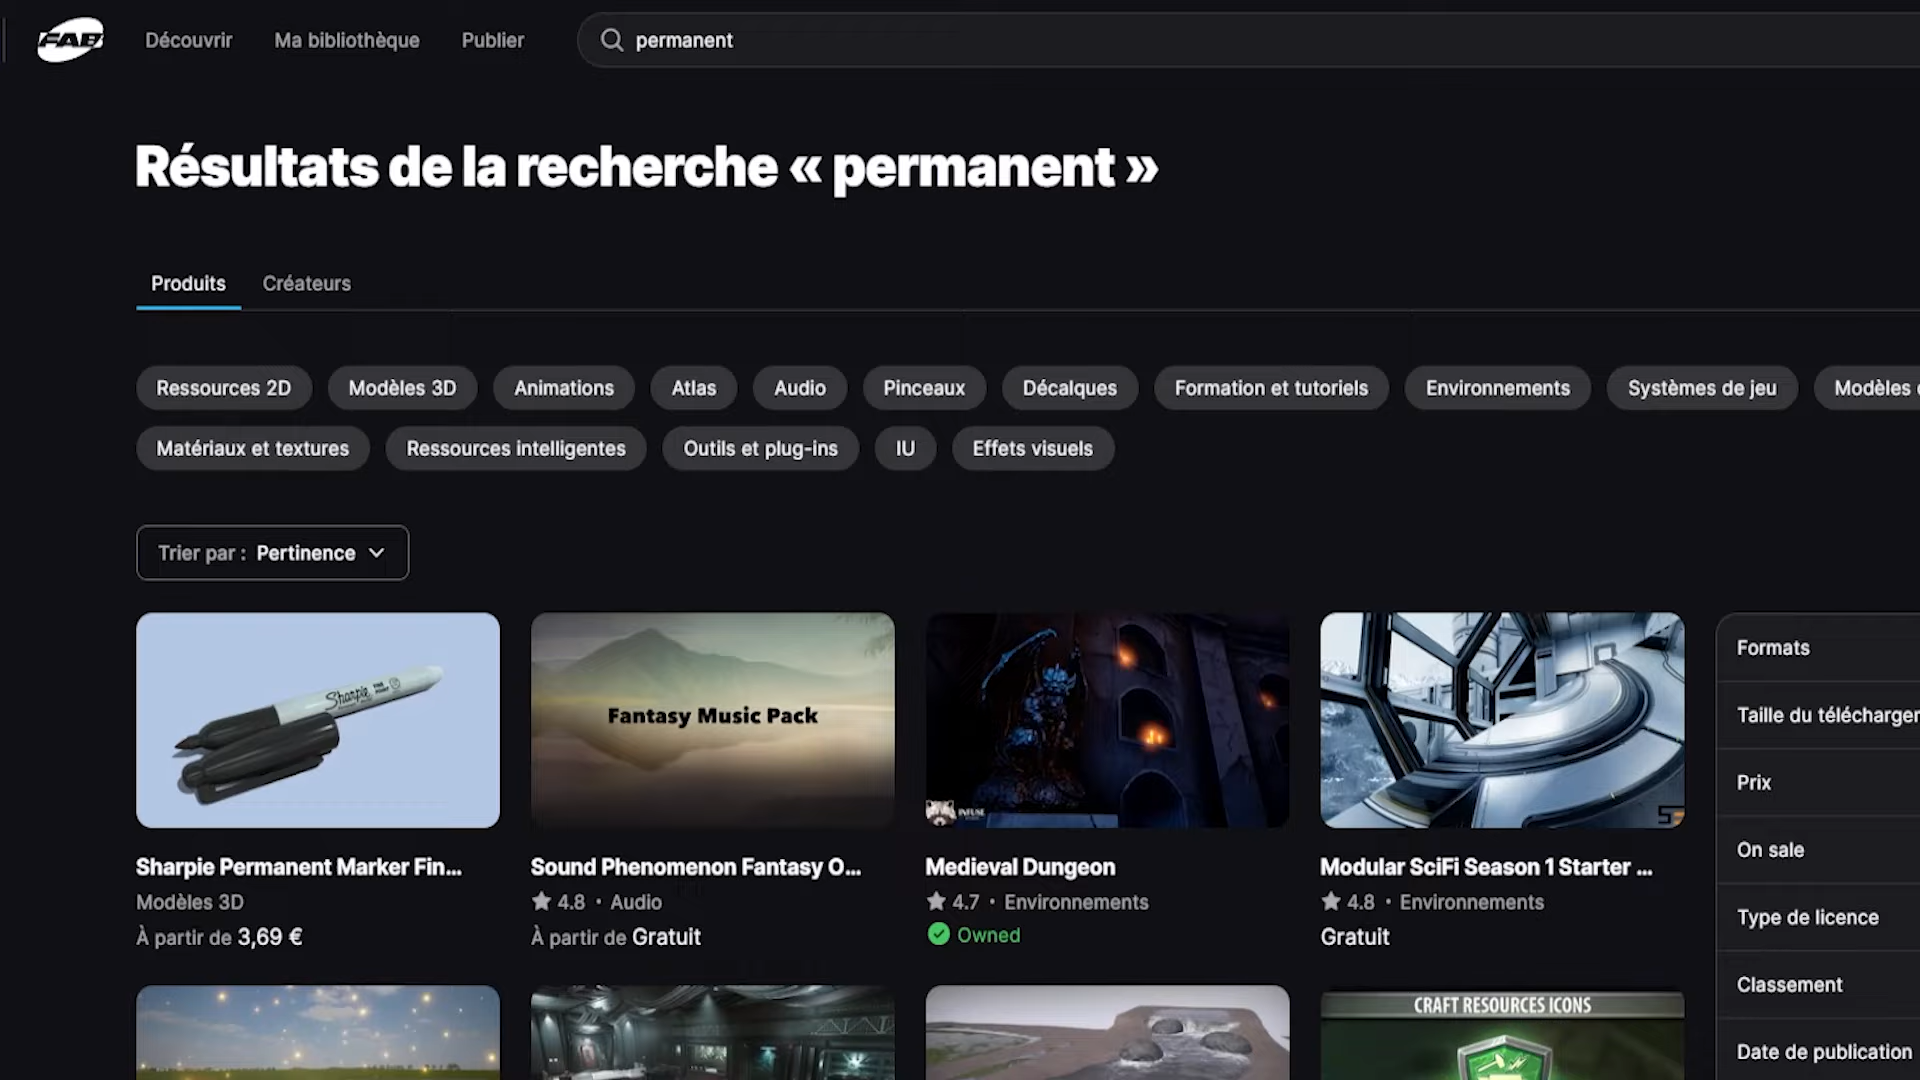 FAB
Découvrir
Ma bibliothèque
Publier
permanent
Résultats de la recherche « permanent »
Produits
Créateurs
Ressources 2D
Modèles 3D
Animations
Atlas
Audio
Pinceaux
Décalques
Formation et tutoriels
Environnements
Systèmes de jeu
Modèles
Matériaux et textures
Ressources intelligentes
Outils et plug-ins
IU
Effets visuels
Trier par : Pertinence
Sharpie
FINE POINT
Sharpie Permanent Marker Fin...
Modèles 3D
À partir de 3,69 €
Fantasy Music Pack
Sound Phenomenon Fantasy O...
4.8 • Audio
À partir de Gratuit
INFUSE
Medieval Dungeon
4.7 • Environnements
Owned
Modular SciFi Season 1 Starter ...
4.8 • Environnements
Gratuit
CRAFT RESOURCES ICONS
Formats
Taille du télécharger
Prix
On sale
Type de licence
Classement
Date de publication